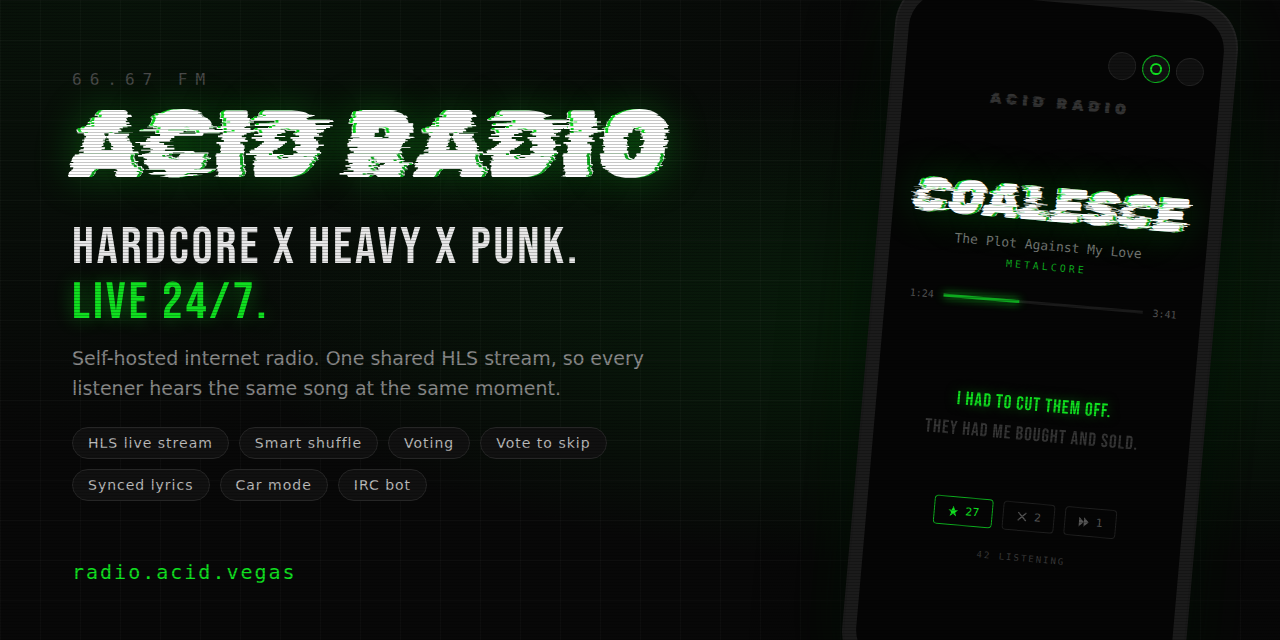 66.67 FM
ACID RADIO
HARDCORE X HEAVY X PUNK.
LIVE 24/7.
Self-hosted internet radio. One shared HLS stream, so every
listener hears the same song at the same moment.
HLS live stream
Smart shuffle
Voting
Vote to skip
Synced lyrics
Car mode
IRC bot
radio.acid.vegas
ACID RADIO
COALESCE
The Plot Against My Love
METALCORE
1:24
3:41
I HAD TO CUT THEM OFF.
THEY HAD ME BOUGHT AND SOLD.
27
2
1
42 LISTENING